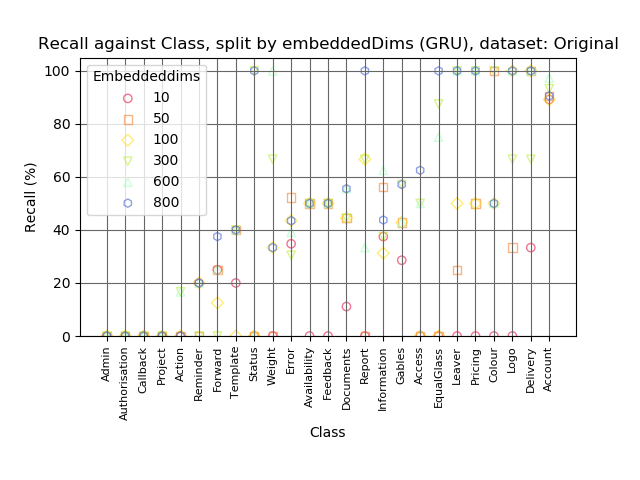 Recall against Class, split by embeddedDims (GRU), dataset: Original
Embeddeddims
10
50
100
300
600
800
100
80
60
40
20
0
Recall (%)
Admin
Authorisation
Callback
Project
Action
Reminder
Forward
Template
Status
Weight
Error
Availability
Feedback
Documents
Report
Information
Gables
Access
EqualGlass
Leaver
Pricing
Colour
Logo
Delivery
Account
Class